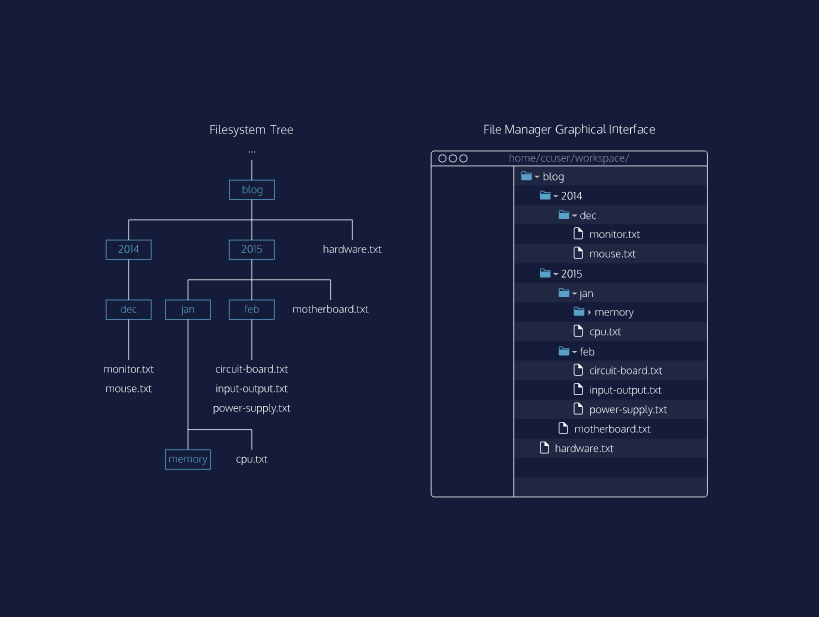 Filesystem Tree
...
blog
2014
2015
hardware.txt
dec
jan
feb
motherboard.txt
monitor.txt
mouse.txt
circuit-board.txt
input-output.txt
power-supply.txt
memory
cpu.txt
File Manager Graphical Interface
home/ccuser/workspace/
blog
2014
dec
monitor.txt
mouse.txt
2015
jan
memory
cpu.txt
feb
circuit-board.txt
input-output.txt
power-supply.txt
motherboard.txt
hardware.txt